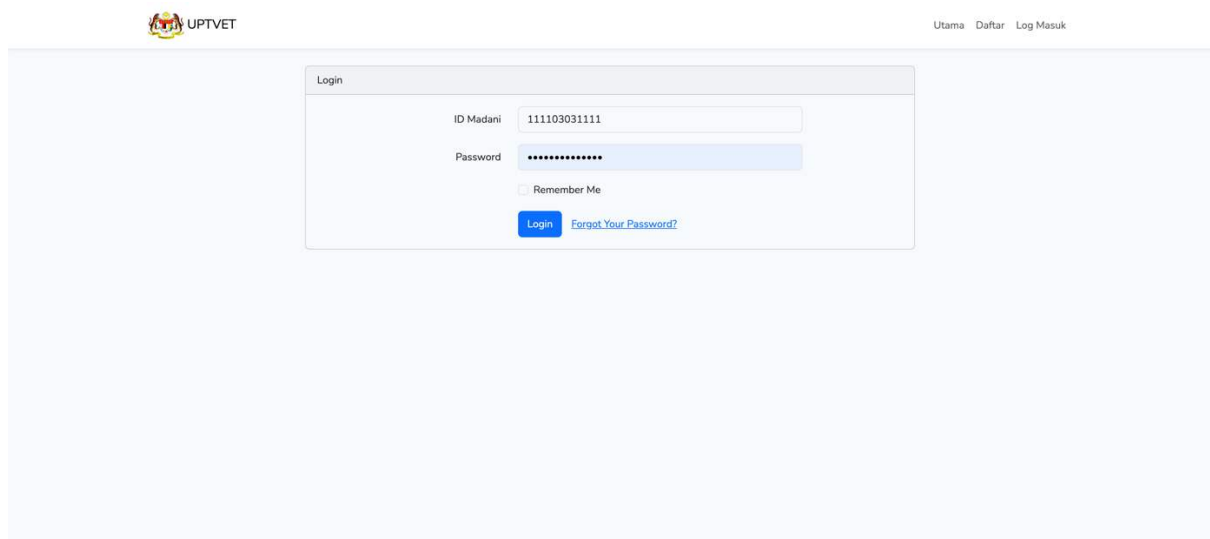 UPTVET
Utama Daftar Log Masuk
Login
ID Madani 111103031111
Password ••••••••••••••
Remember Me
Login Forgot Your Password?